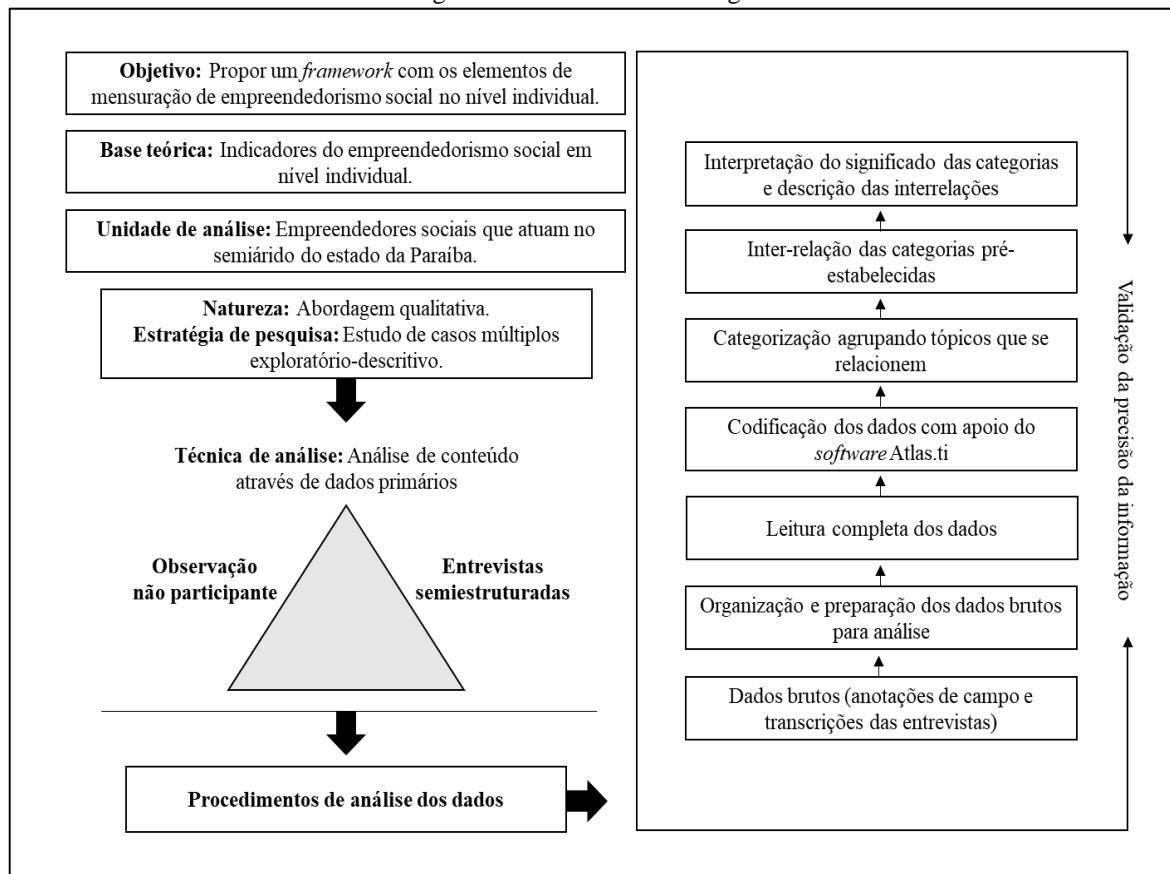 Objetivo: Propor um framework com os elementos de
mensuração de empreendedorismo social no nível individual.
Base teórica: Indicadores do empreendedorismo social em
nível individual.
Unidade de análise: Empreendedores sociais que atuam no
semiárido do estado da Paraíba.
Natureza: Abordagem qualitativa.
Estratégia de pesquisa: Estudo de casos múltiplos
exploratório-descritivo.
Técnica de análise: Análise de conteúdo
através de dados primários
Observação
não participante
Entrevistas
semiestruturadas
Procedimentos de análise dos dados
Interpretação do significado das categorias
e descrição das interrelações
Inter-relação das categorias pré-
estabelecidas
Categorização agrupando tópicos que se
relacionem
Codificação dos dados com apoio do
software Atlas.ti
Leitura completa dos dados
Organização e preparação dos dados brutos
para análise
Dados brutos (anotações de campo e
transcrições das entrevistas)
Validação da precisão da informação